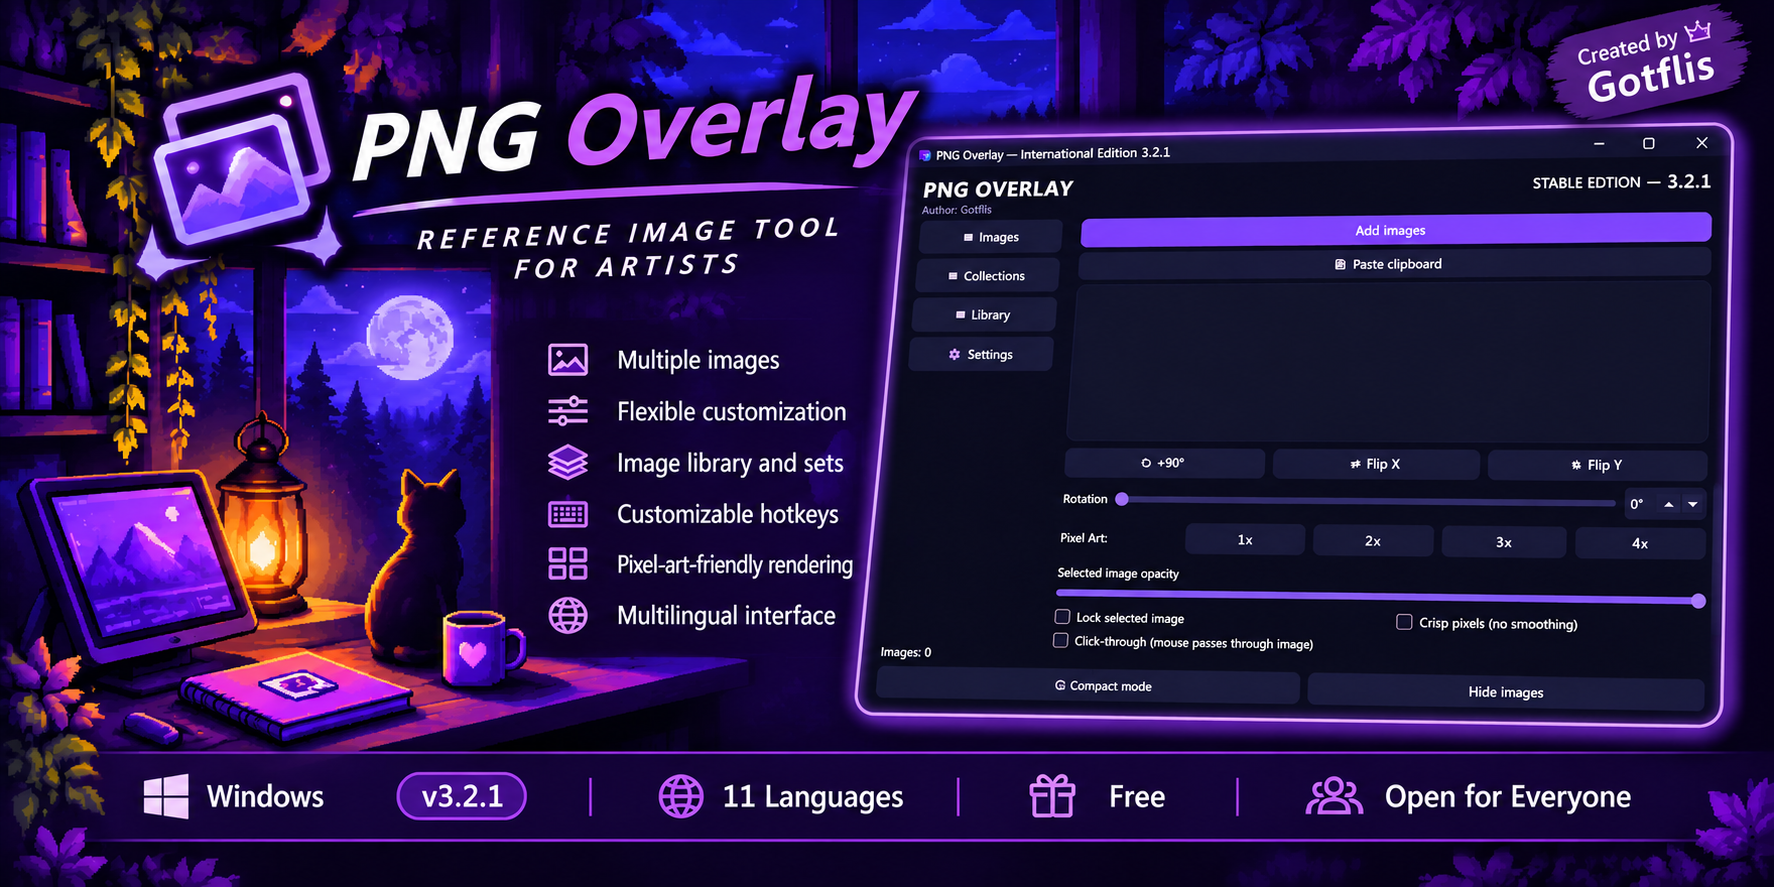 Created by
Gotflis
PNG Overlay
REFERENCE IMAGE TOOL
FOR ARTISTS
Multiple images
Flexible customization
Image library and sets
Customizable hotkeys
Pixel-art-friendly rendering
Multilingual interface
PNG Overlay — International Edition 3.2.1
PNG OVERLAY
Author: Gotflis
STABLE EDTION — 3.2.1
Images
Collections
Library
Settings
Add images
Paste clipboard
+90°
Flip X
Flip Y
Rotation
0°
Pixel Art:
1x
2x
3x
4x
Selected image opacity
Lock selected image
Crisp pixels (no smoothing)
Click-through (mouse passes through image)
Images: 0
Compact mode
Hide images
Windows
v3.2.1
11 Languages
Free
Open for Everyone